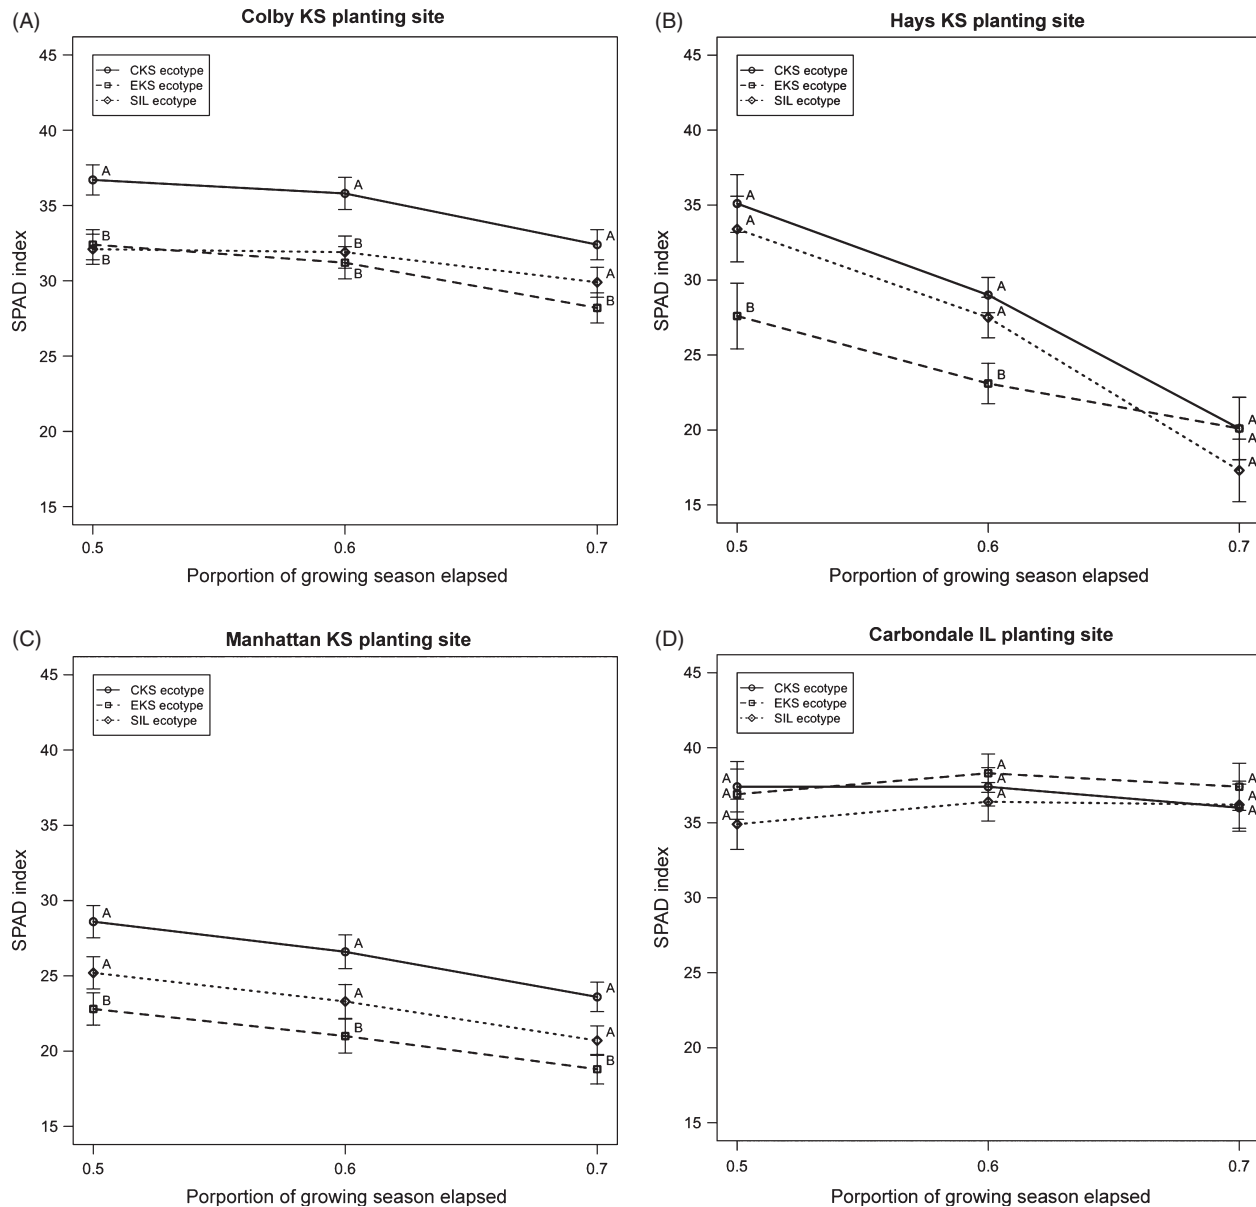 (A)
Colby KS planting site
45
40
35
30
25
20
15
SPAD index
CKS ecotype
EKS ecotype
SIL ecotype
A
B
B
A
B
B
A
A
B
0.5
0.6
0.7
Porportion of growing season elapsed
(B)
Hays KS planting site
45
40
35
30
25
20
15
SPAD index
CKS ecotype
EKS ecotype
SIL ecotype
A
A
B
A
A
B
A
A
A
0.5
0.6
0.7
Porportion of growing season elapsed
(C)
Manhattan KS planting site
45
40
35
30
25
20
15
SPAD index
CKS ecotype
EKS ecotype
SIL ecotype
A
A
B
A
A
B
A
A
B
0.5
0.6
0.7
Porportion of growing season elapsed
(D)
Carbondale IL planting site
45
40
35
30
25
20
15
SPAD index
CKS ecotype
EKS ecotype
SIL ecotype
A
A
A
A
A
A
A
A
A
0.5
0.6
0.7
Porportion of growing season elapsed